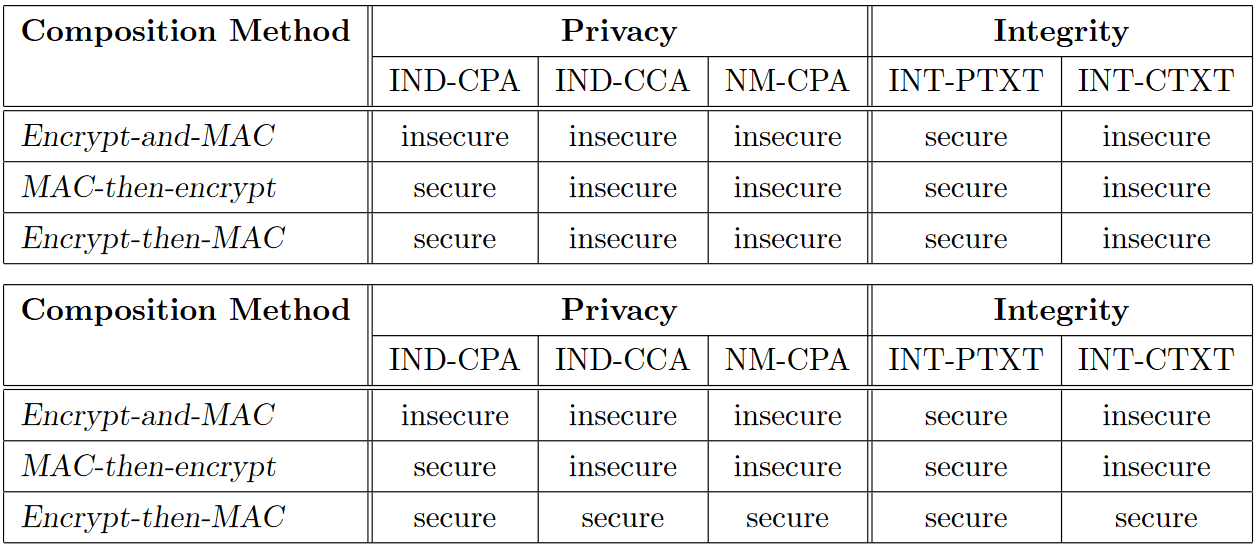 Composition Method Privacy Integrity
IND-CPA IND-CCA NM-CPA INT-PTXT INT-CTXT
Encrypt-and-MAC insecure insecure insecure secure insecure
MAC-then-encrypt secure insecure insecure secure insecure
Encrypt-then-MAC secure insecure insecure secure insecure
Composition Method Privacy Integrity
IND-CPA IND-CCA NM-CPA INT-PTXT INT-CTXT
Encrypt-and-MAC insecure insecure insecure secure insecure
MAC-then-encrypt secure insecure insecure secure insecure
Encrypt-then-MAC secure secure secure secure secure